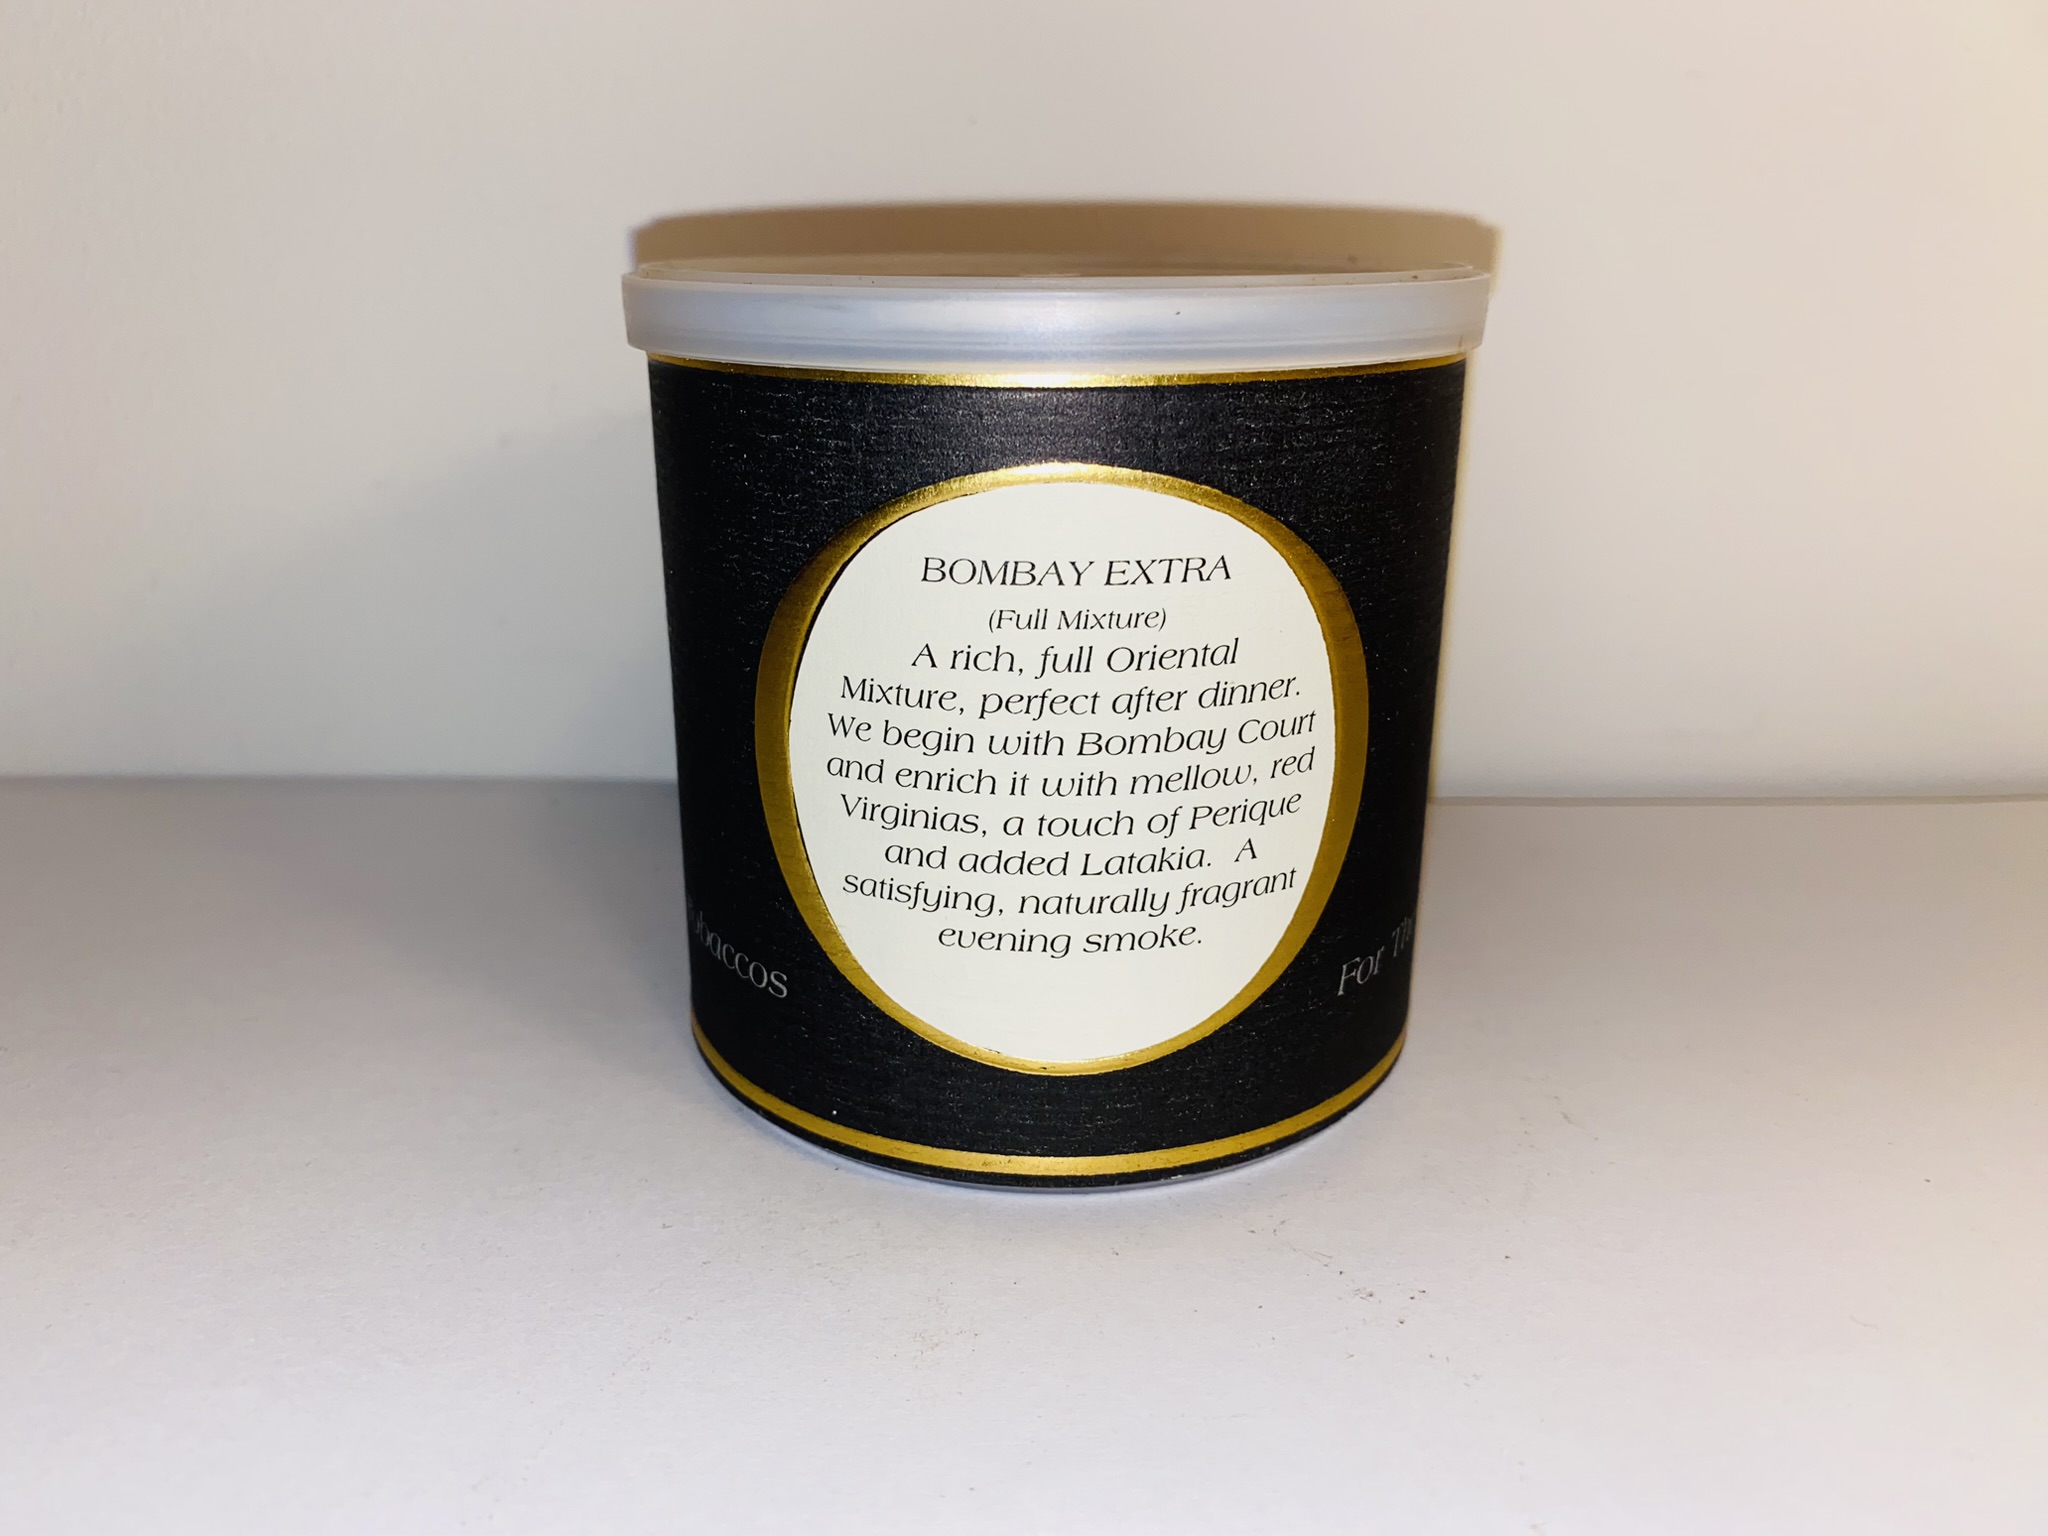 BOMBAY EXTRA
(Full Mixture)
A rich, full Oriental
Mixture, perfect after dinner.
We begin with Bombay Court
and enrich it with mellow, red
Virginias, a touch of Perique
and added Latakia. A
satisfying, naturally fragrant
evening smoke.
For